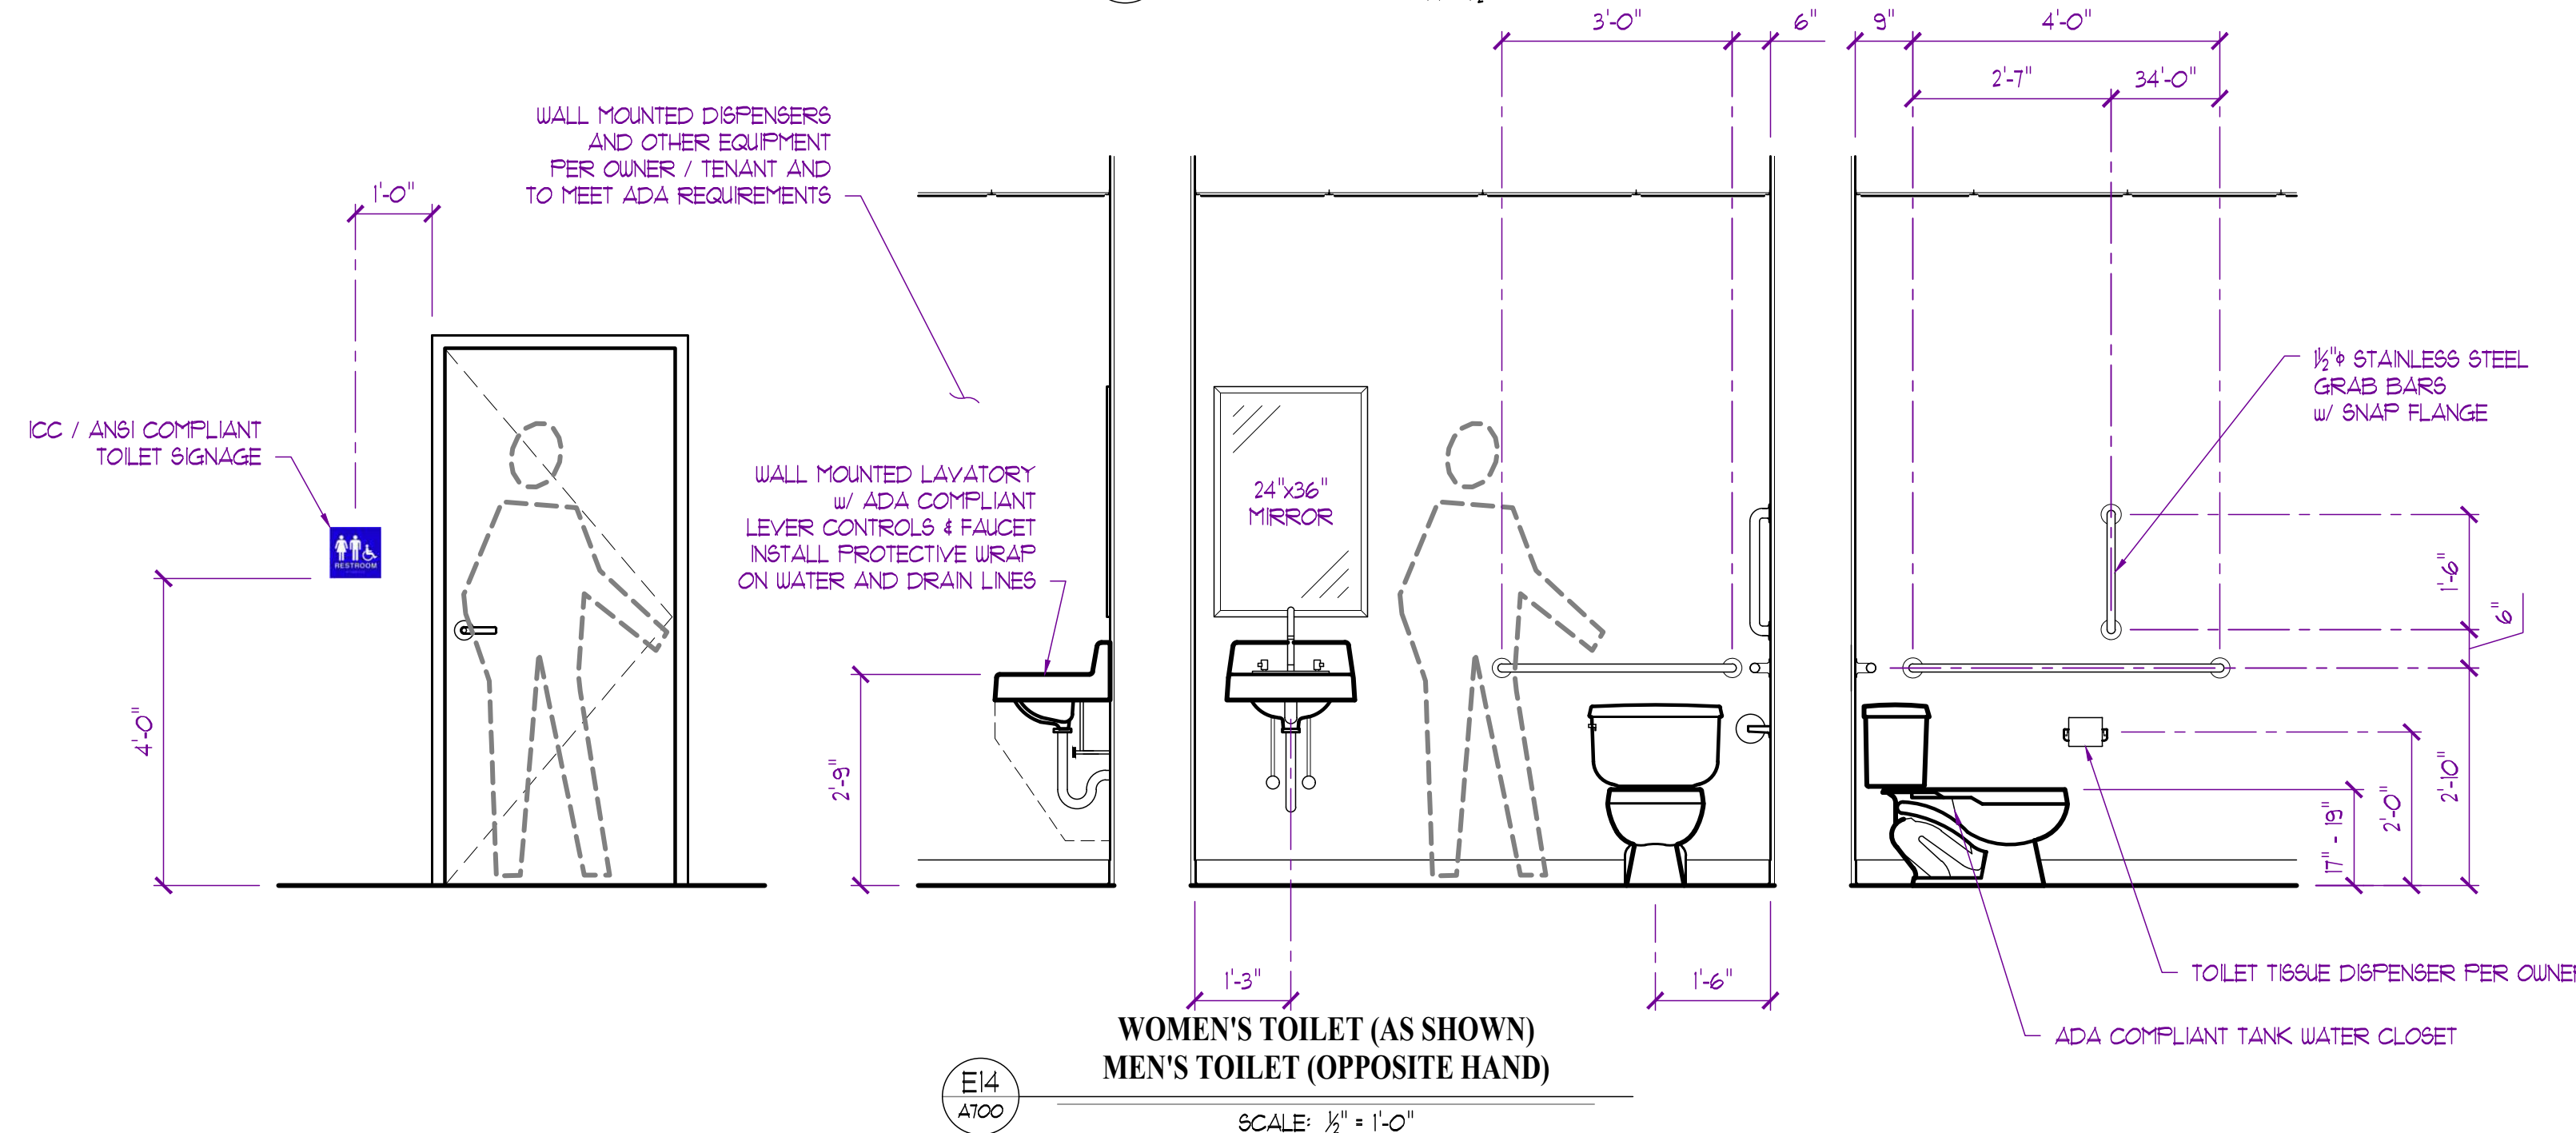 3'-0"
6"
9"
4'-0"
2'-7"
34'-0"
WALL MOUNTED DISPENSERS
AND OTHER EQUIPMENT
PER OWNER / TENANT AND
TO MEET ADA REQUIREMENTS
1'-0"
1½"ϕ STAINLESS STEEL
GRAB BARS
w/ SNAP FLANGE
ICC / ANSI COMPLIANT
TOILET SIGNAGE
RESTROOM
WALL MOUNTED LAVATORY
w/ ADA COMPLIANT
LEVER CONTROLS & FAUCET
INSTALL PROTECTIVE WRAP
ON WATER AND DRAIN LINES
24"x36"
MIRROR
1'-6"
6"
4'-0"
2'-9"
17" - 19"
2'-0"
2'-10"
1'-3"
1'-6"
TOILET TISSUE DISPENSER PER OWNE
ADA COMPLIANT TANK WATER CLOSET
WOMEN'S TOILET (AS SHOWN)
MEN'S TOILET (OPPOSITE HAND)
E14
A700
SCALE: ½" = 1'-0"